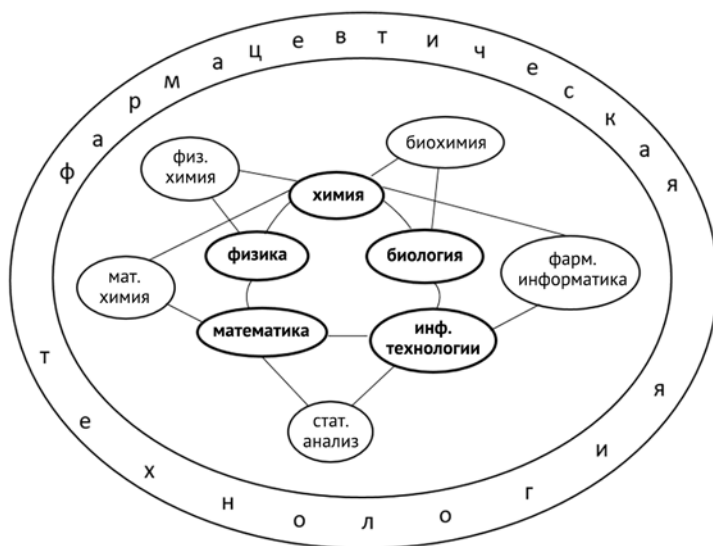 фармацевтическая
биохимия
физ.
химия
химия
физика
биология
фарм.
информатика
мат.
химия
математика
инф.
технологии
стат.
анализ
технология